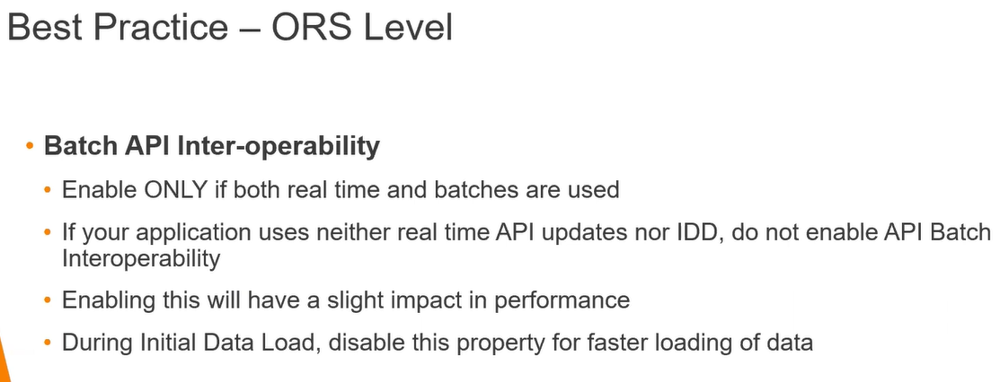 Best Practice – ORS Level
• Batch API Inter-operability
• Enable ONLY if both real time and batches are used
• If your application uses neither real time API updates nor IDD, do not enable API Batch
Interoperability
• Enabling this will have a slight impact in performance
• During Initial Data Load, disable this property for faster loading of data